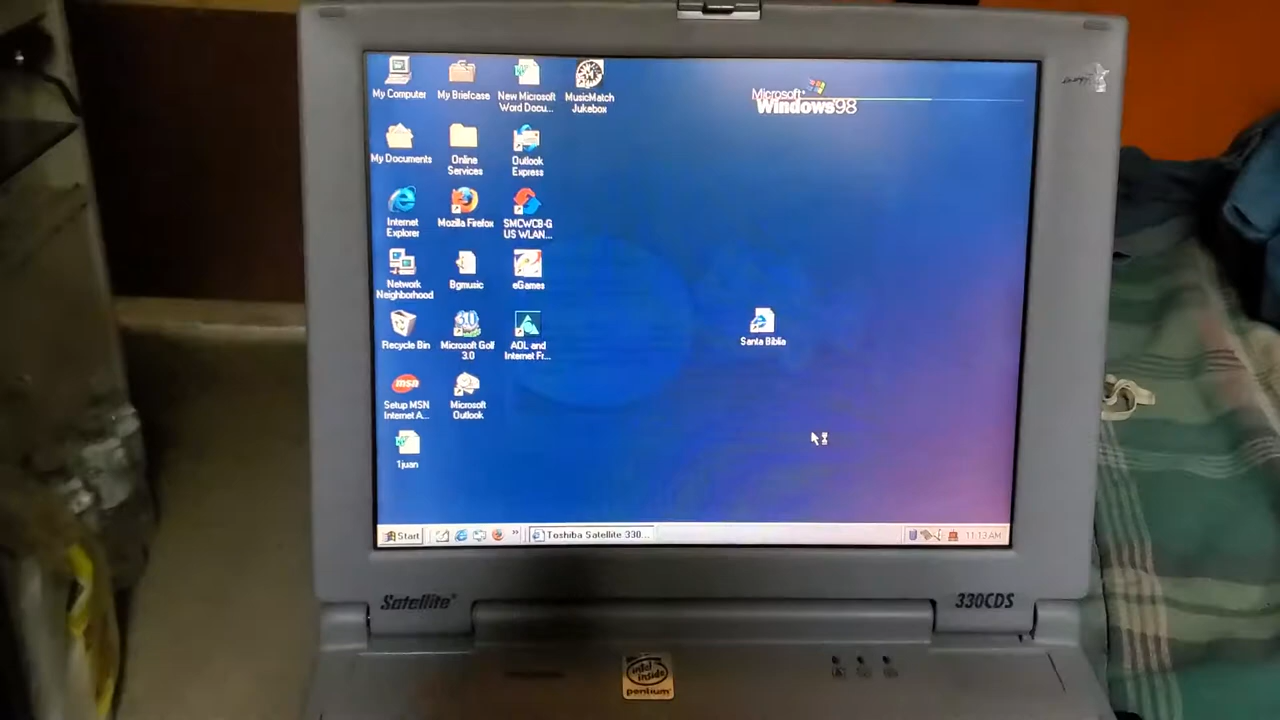 My Computer
My Briefcase
New Microsoft
Word Docu...
MusicMatch
Jukebox
Microsoft
Windows98
My Documents
Online
Services
Outlook
Express
Internet
Explorer
Mozilla Firefox
SMCWCB-G
US WLAN...
Network
Neighborhood
Bgmusic
eGames
Recycle Bin
Microsoft Golf
3.0
AOL and
Internet Fr...
Santa Biblia
msn
Setup MSN
Internet A...
Microsoft
Outlook
1juan
Start
Toshiba Satellite 330...
11:13 AM
Satellite
330CDS
intel
inside
pentium